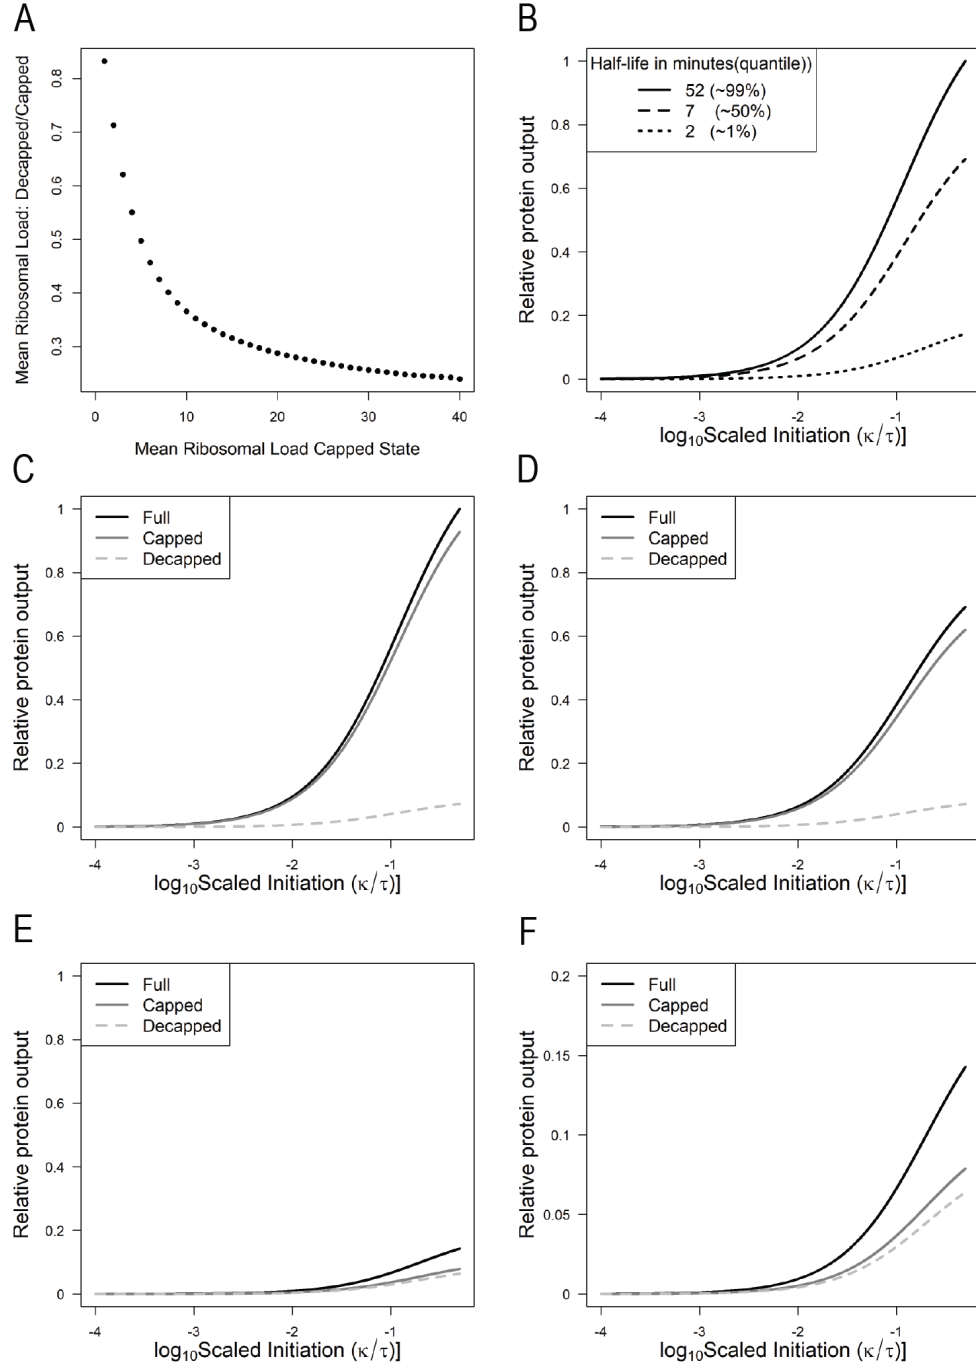 A
Mean Ribosomal Load: Decapped/Capped
0.8
0.7
0.6
0.5
0.4
0.3
0 10 20 30 40
Mean Ribosomal Load Capped State
B
Relative protein output
1
0.8
0.6
0.4
0.2
0
Half-life in minutes(quantile))
52 (~99%)
7 (~50%)
2 (~1%)
-4 -3 -2 -1
log₁₀Scaled Initiation (κ/τ)]
C
Relative protein output
1
0.8
0.6
0.4
0.2
0
Full
Capped
Decapped
-4 -3 -2 -1
log₁₀Scaled Initiation (κ/τ)]
D
Relative protein output
1
0.8
0.6
0.4
0.2
0
Full
Capped
Decapped
-4 -3 -2 -1
log₁₀Scaled Initiation (κ/τ)]
E
Relative protein output
1
0.8
0.6
0.4
0.2
0
Full
Capped
Decapped
-4 -3 -2 -1
log₁₀Scaled Initiation (κ/τ)]
F
Relative protein output
0.2
0.15
0.1
0.05
0
Full
Capped
Decapped
-4 -3 -2 -1
log₁₀Scaled Initiation (κ/τ)]